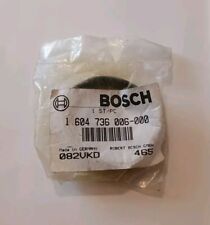 BOSCH
1 ST/PC
1 604 736 006-000
Made in GERMANY ROBERT BOSCH GMBH
082VKD 465